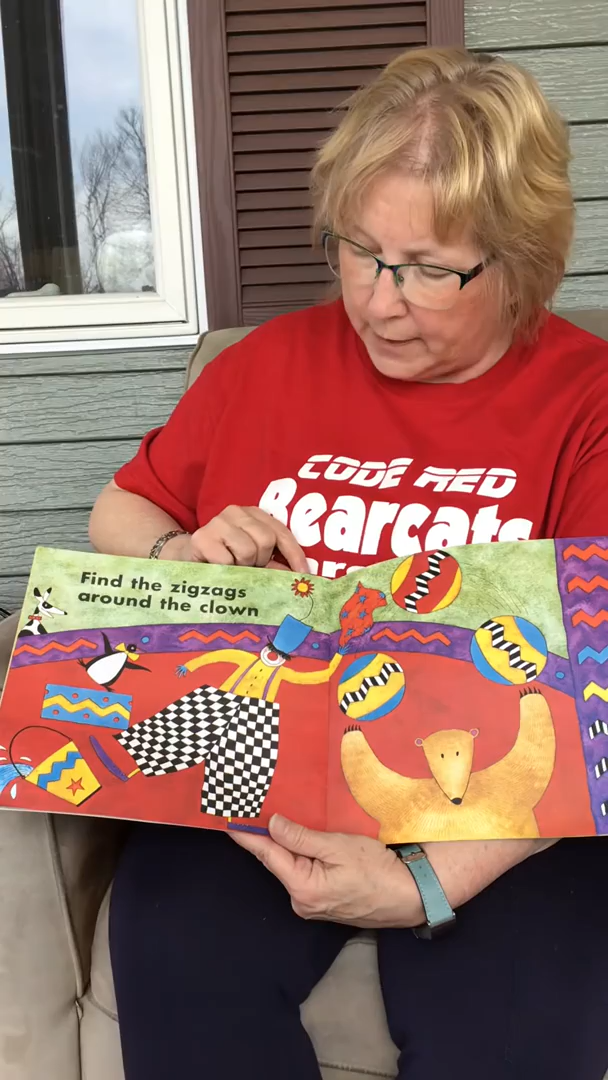 CODE RED
Bearcats
Find the zigzags
around the clown